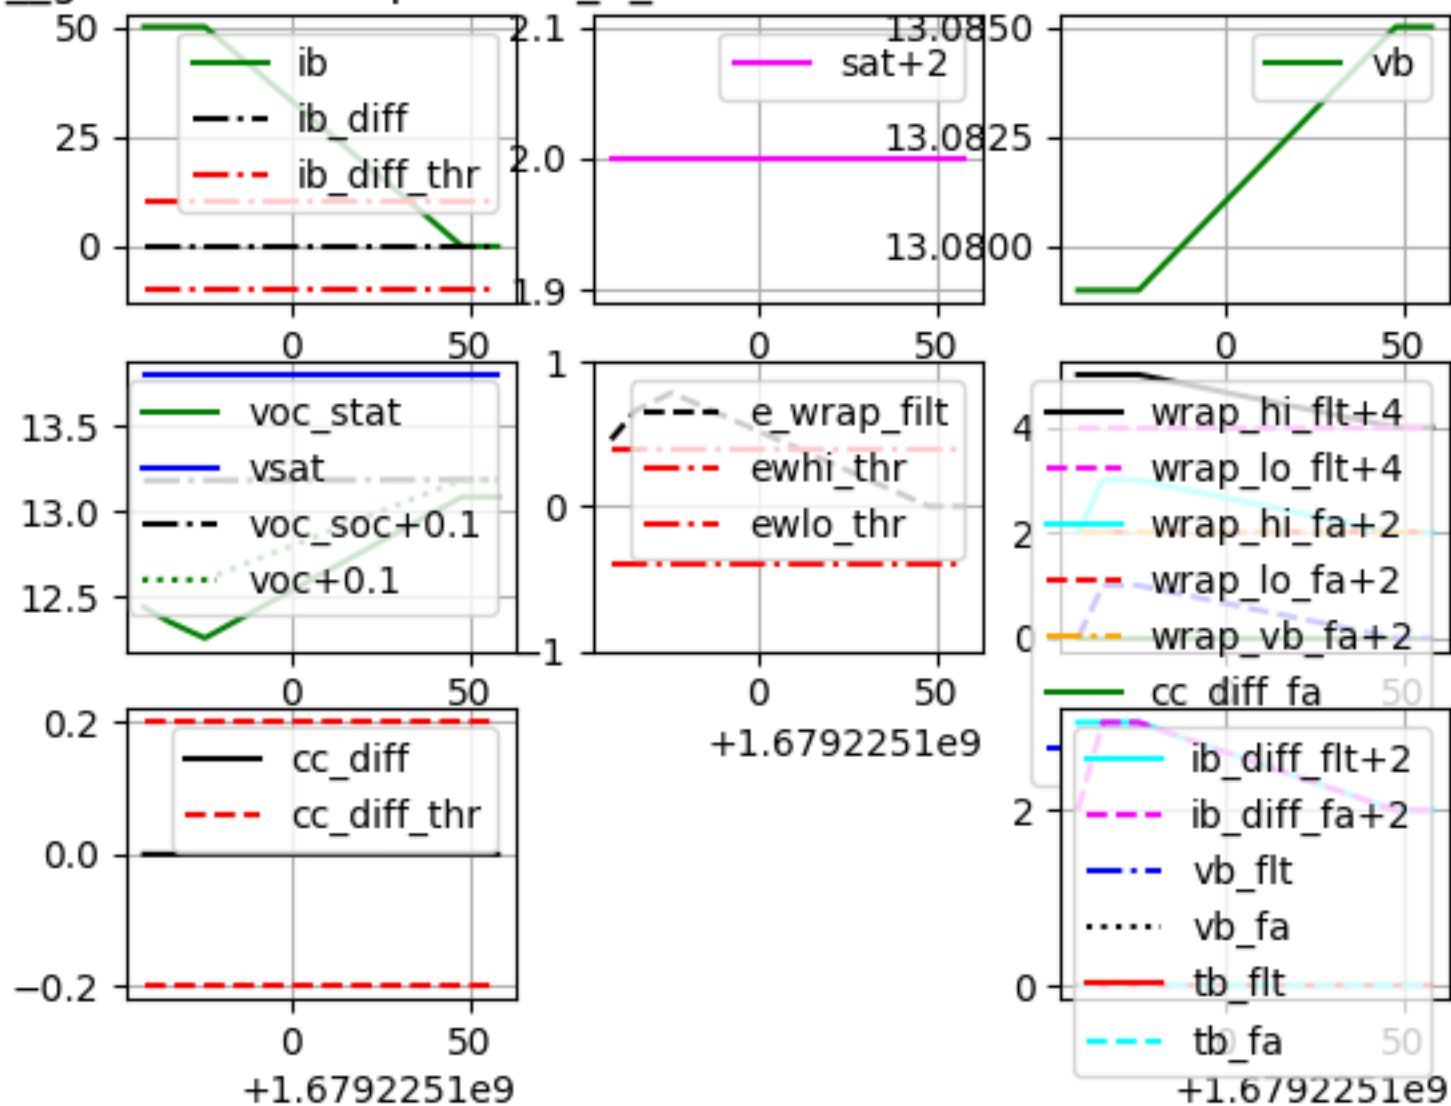 50
25
0
ib
ib_diff
ib_diff_thr
0
50
2.1
2.0
1.9
sat+2
0
50
13.0850
13.0825
13.0800
vb
0
50
13.5
13.0
12.5
voc_stat
vsat
voc_soc+0.1
voc+0.1
0
50
1
0
−1
e_wrap_filt
ewhi_thr
ewlo_thr
0
50
+1.6792251e9
4
2
0
wrap_hi_flt+4
wrap_lo_flt+4
wrap_hi_fa+2
wrap_lo_fa+2
wrap_vb_fa+2
cc_diff_fa
50
0.2
0.0
−0.2
cc_diff
cc_diff_thr
0
50
+1.6792251e9
2
0
ib_diff_flt+2
ib_diff_fa+2
vb_flt
vb_fa
tb_flt
tb_fa
0
50
+1.6792251e9